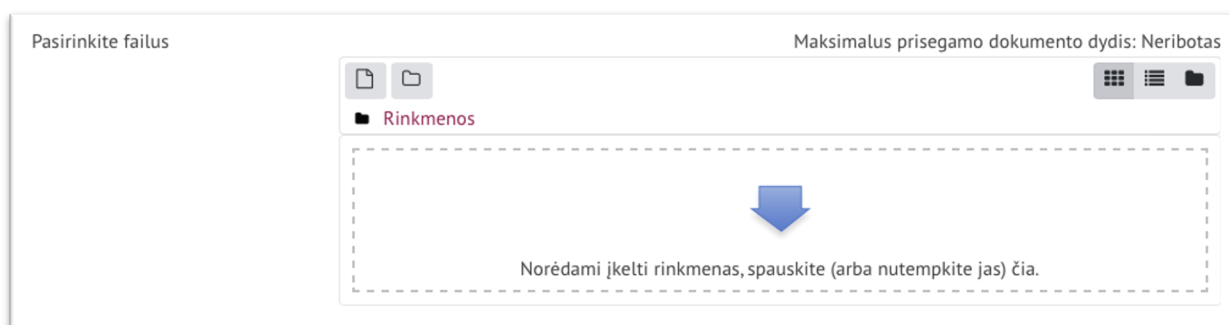 Pasirinkite failus
Maksimalus prisegamo dokumento dydis: Neribotas
Rinkmenos
Norėdami įkelti rinkmenas, spauskite (arba nutempkite jas) čia.